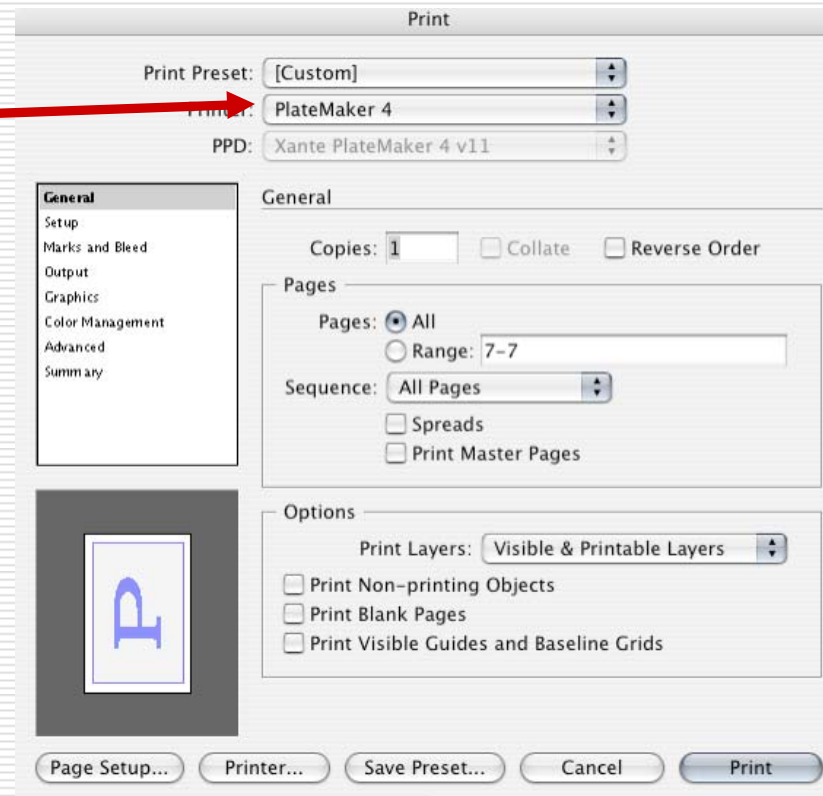 Print
Print Preset: [Custom]
Printer: PlateMaker 4
PPD: Xante PlateMaker 4 v11
General
Setup
Marks and Bleed
Output
Graphics
Color Management
Advanced
Summary
General
Copies: 1 Collate Reverse Order
Pages
Pages: All
Range: 7-7
Sequence: All Pages
Spreads
Print Master Pages
P
Options
Print Layers: Visible & Printable Layers
Print Non-printing Objects
Print Blank Pages
Print Visible Guides and Baseline Grids
Page Setup... Printer... Save Preset... Cancel Print